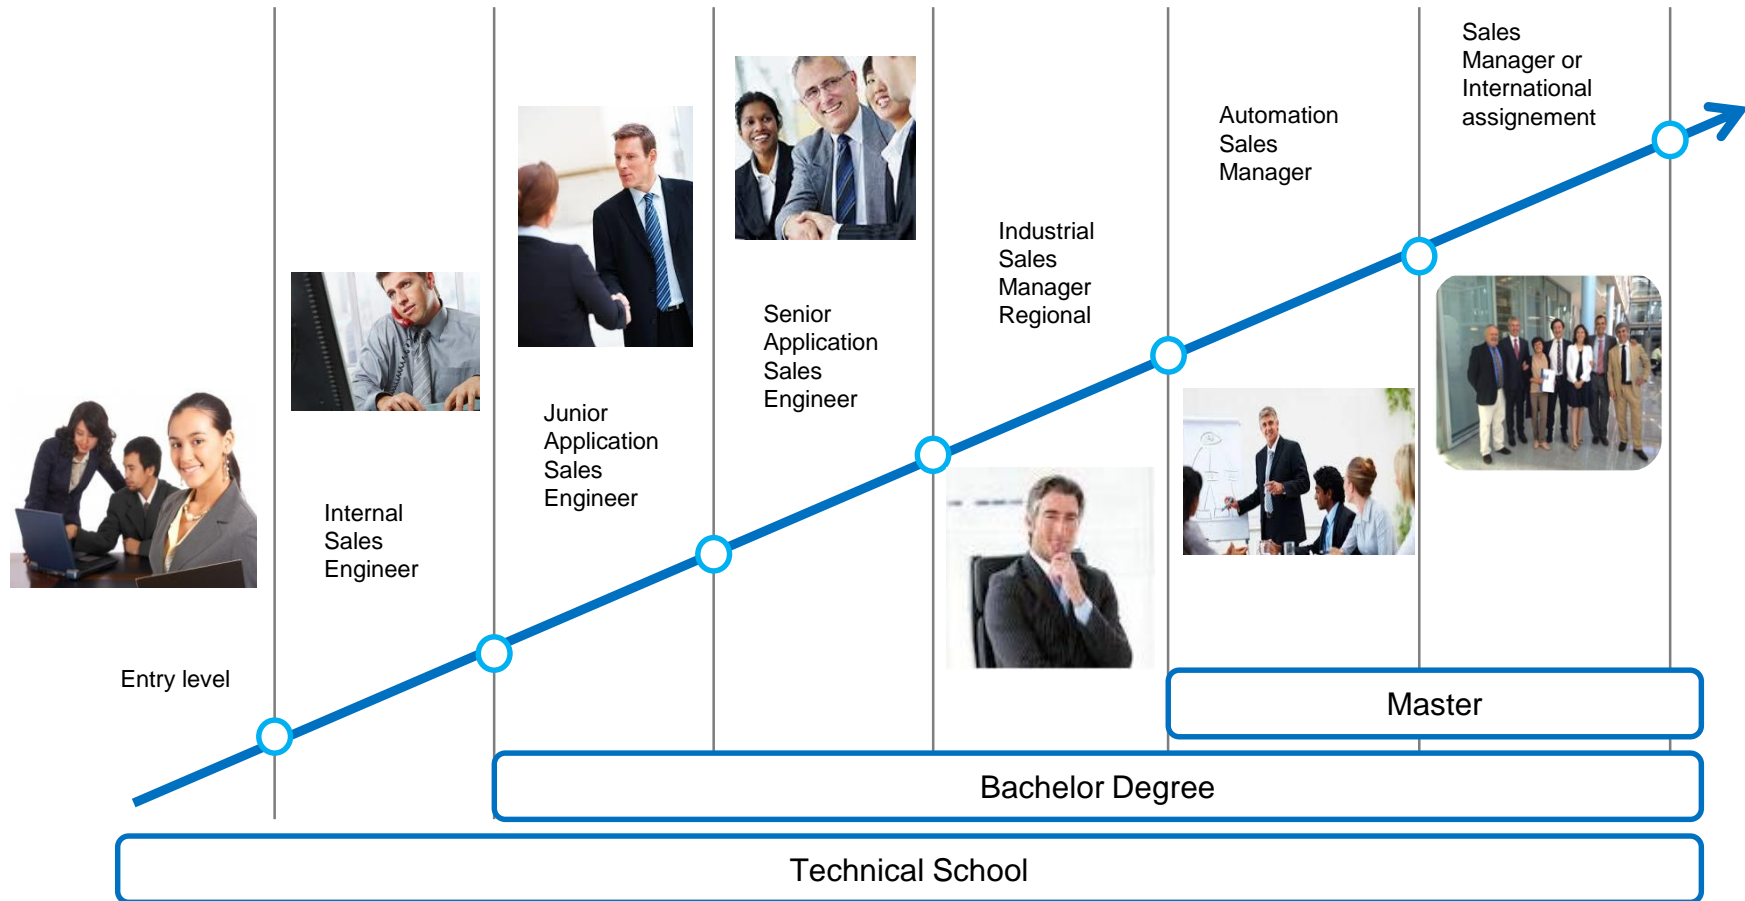 Entry level
Internal
Sales
Engineer
Junior
Application
Sales
Engineer
Senior
Application
Sales
Engineer
Industrial
Sales
Manager
Regional
Automation
Sales
Manager
Sales
Manager or
International
assignement
Master
Bachelor Degree
Technical School